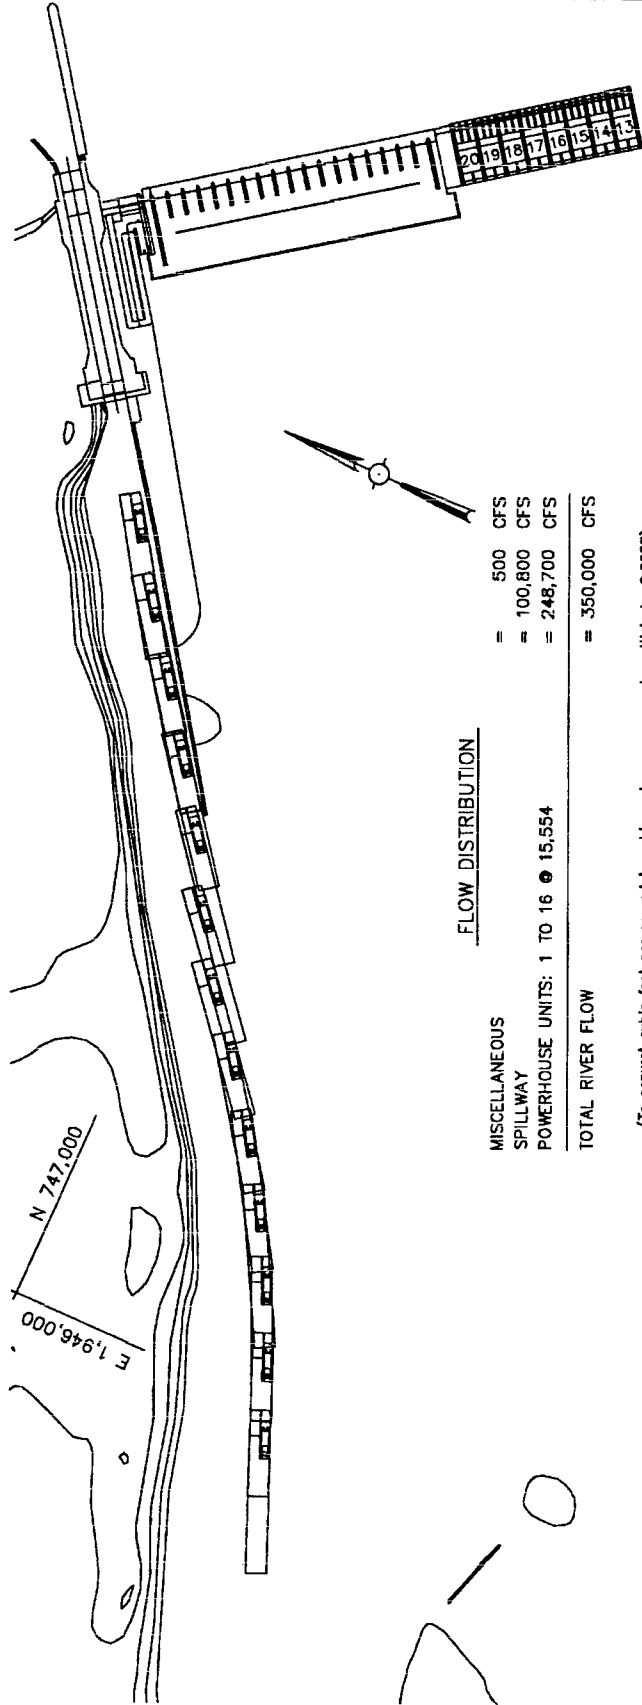 20 19 18 17 16 15 14 13
FLOW DISTRIBUTION
MISCELLANEOUS = 500 CFS
SPILLWAY = 100,800 CFS
POWERHOUSE UNITS: 1 TO 16 @ 15,554 = 248,700 CFS
TOTAL RIVER FLOW = 350,000 CFS
N 747,000
E 1,946,000